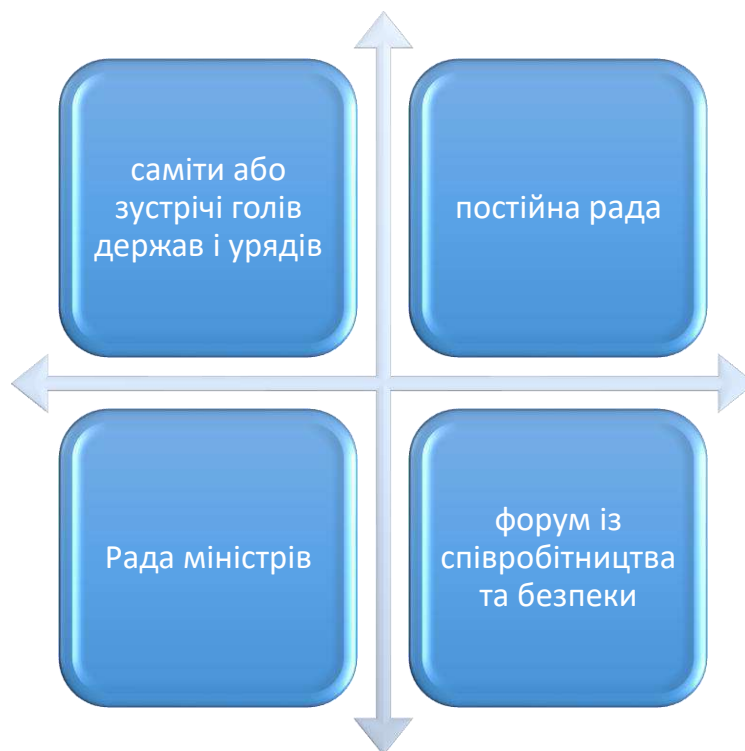 саміти або
зустрічі голів
держав і урядів
постійна рада
Рада міністрів
форум із
співробітництва
та безпеки